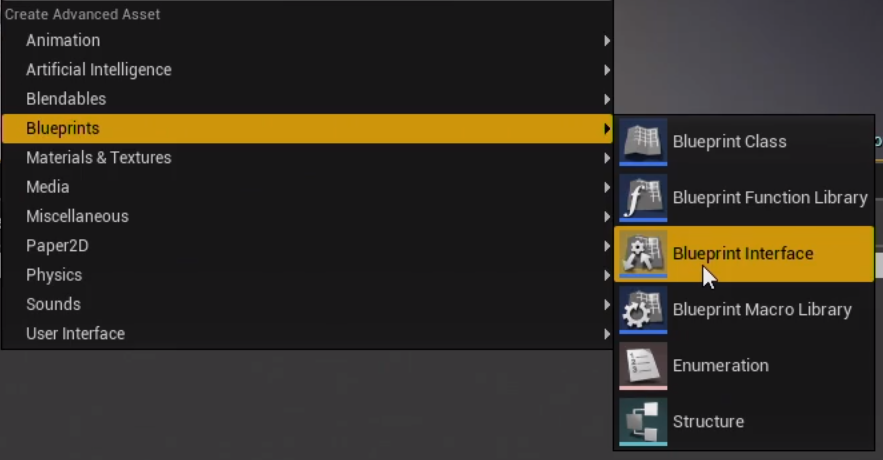 Create Advanced Asset
Animation
Artificial Intelligence
Blendables
Blueprints
Materials & Textures
Media
Miscellaneous
Paper2D
Physics
Sounds
User Interface
Blueprint Class
Blueprint Function Library
Blueprint Interface
Blueprint Macro Library
Enumeration
Structure